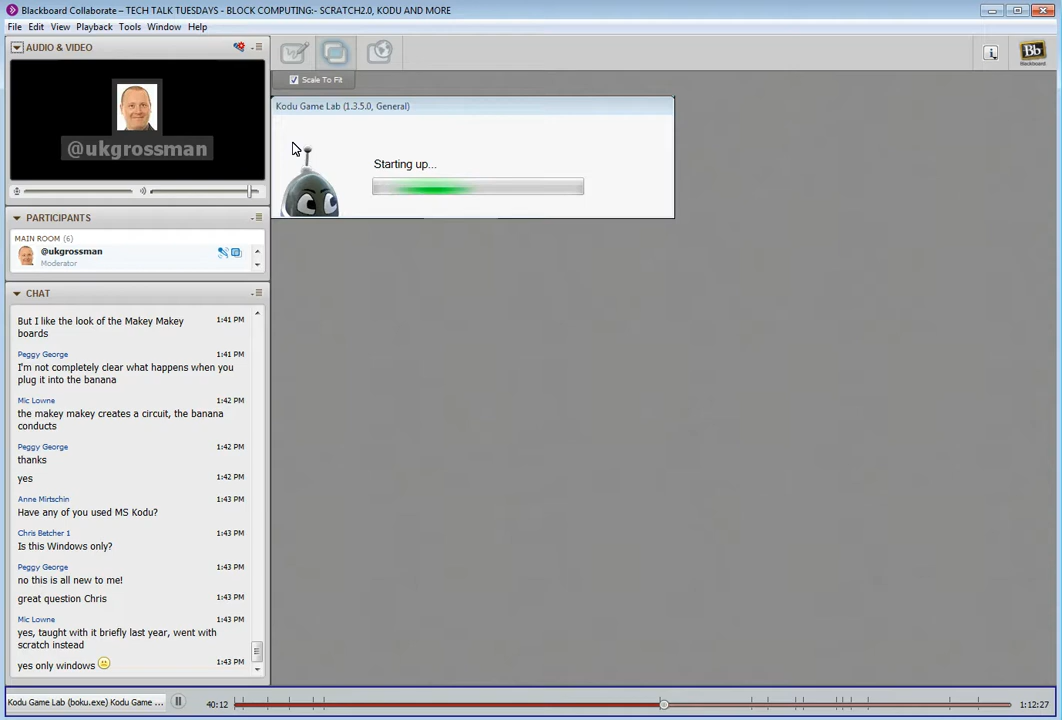 Blackboard Collaborate – TECH TALK TUESDAYS - BLOCK COMPUTING:- SCRATCH2.0, KODU AND MORE
File Edit View Playback Tools Window Help
AUDIO & VIDEO
@ukgrossman
PARTICIPANTS
MAIN ROOM (6)
@ukgrossman
Moderator
CHAT
But I like the look of the Makey Makey 1:41 PM
boards
Peggy George 1:41 PM
I'm not completely clear what happens when
you plug it into the banana
Mic Lowne 1:42 PM
the makey makey creates a circuit, the banana
conducts
Peggy George 1:42 PM
thanks
yes 1:42 PM
Anne Mirtschin 1:43 PM
Have any of you used MS Kodu?
Chris Betcher 1 1:43 PM
Is this Windows only?
Peggy George 1:43 PM
no this is all new to me!
great question Chris 1:43 PM
Mic Lowne 1:43 PM
yes, taught with it briefly last year, went with
scratch instead
yes only windows 1:43 PM
Scale To Fit
Bb
Blackboard
Kodu Game Lab (1.3.5.0, General)
Starting up...
Kodu Game Lab (boku.exe) Kodu Game ... 40:12 1:12:27